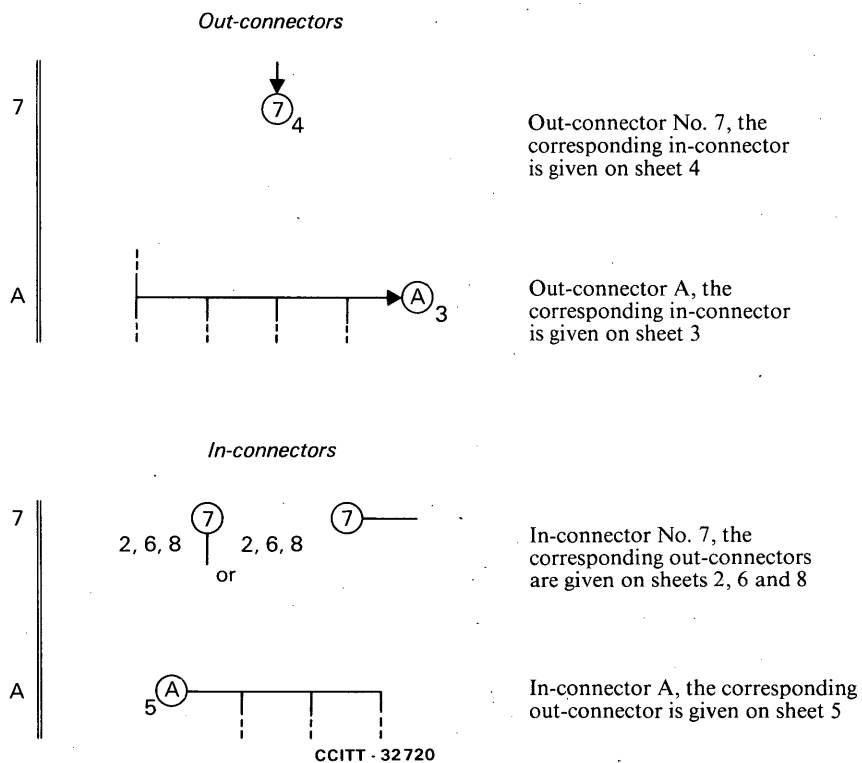 Out-connectors
7
7
4
Out-connector No. 7, the
corresponding in-connector
is given on sheet 4
A
A
3
Out-connector A, the
corresponding in-connector
is given on sheet 3
In-connectors
7
7
7
2, 6, 8
2, 6, 8
or
In-connector No. 7, the
corresponding out-connectors
are given on sheets 2, 6 and 8
A
A
5
In-connector A, the corresponding
out-connector is given on sheet 5
CCITT - 32720